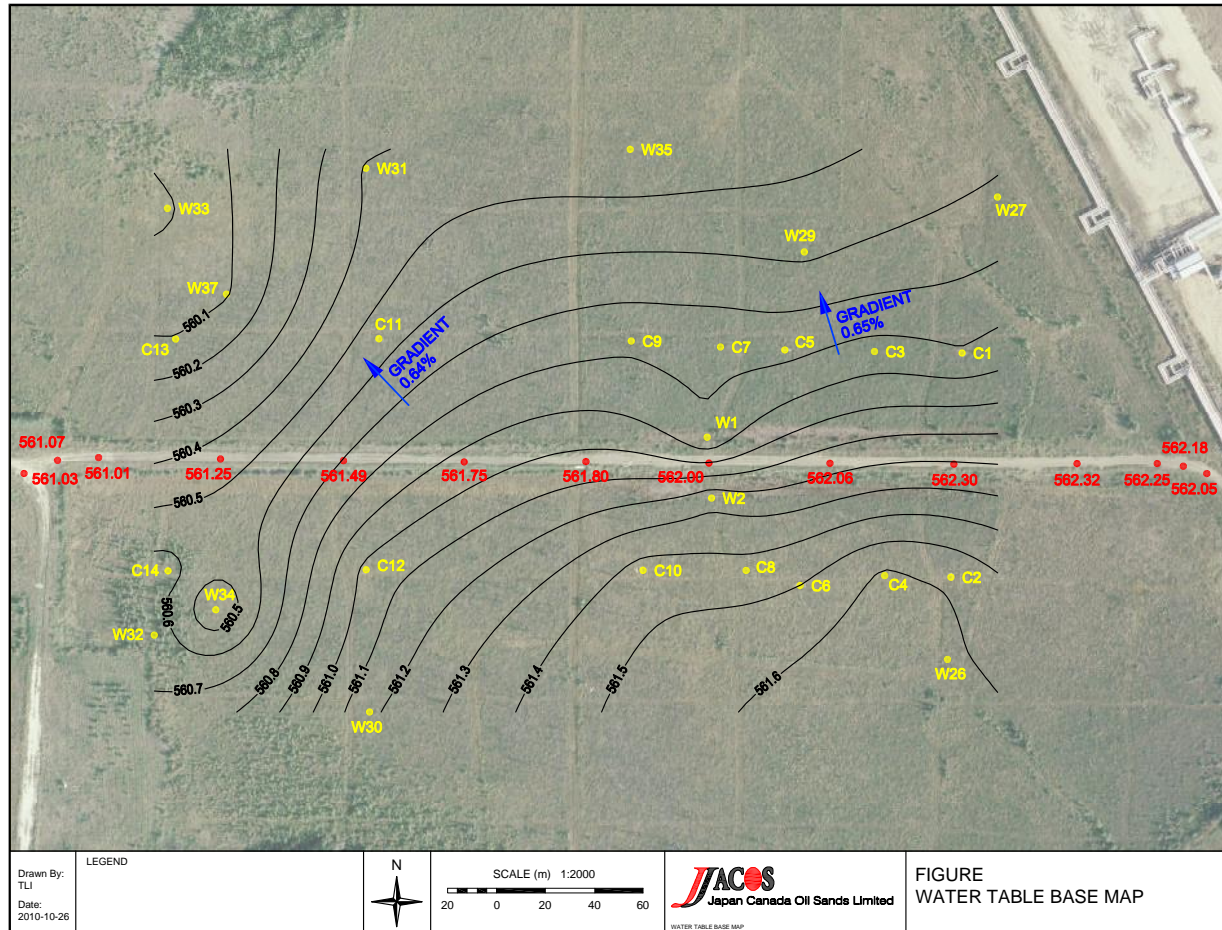 W35
W31
W33
W27
W29
W37
560.1
GRADIENT
0.65%
C13
C11
GRADIENT
0.64%
C9
C7
C5
C3
C1
560.2
560.3
560.4
W1
561.07
561.03
561.01
561.25
561.49
561.75
561.80
562.00
562.06
562.30
562.32
562.25
562.18
562.05
560.5
W2
C14
C12
C10
C8
C6
C4
C2
W34
560.5
560.6
W32
W26
560.7
560.8
560.9
561.0
561.1
561.2
561.3
561.4
561.5
561.6
W30
Drawn By:
TLI
Date:
2010-10-26
LEGEND
N
SCALE (m) 1:2000
20 0 20 40 60
JACOS
Japan Canada Oil Sands Limited
WATER TABLE BASE MAP
FIGURE
WATER TABLE BASE MAP